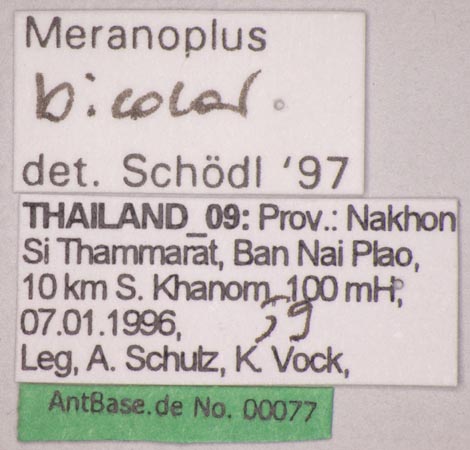 Meranoplus
bicolor
det. Schödl '97
THAILAND_09: Prov.: Nakhon
Si Thammarat, Ban Nai Plao,
10 km S. Khanom, 100 mH,
07.01.1996, 59
Leg, A. Schulz, K. Vock,
AntBase.de No. 00077